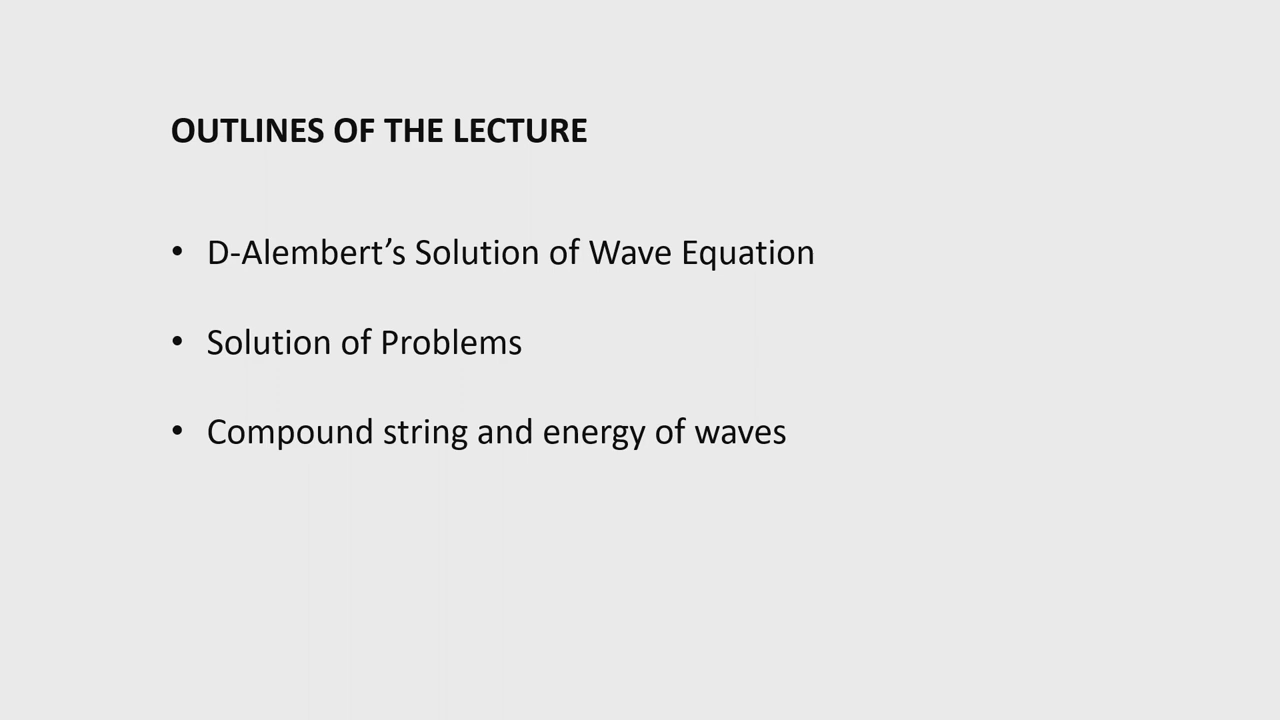 OUTLINES OF THE LECTURE
• D-Alembert’s Solution of Wave Equation
• Solution of Problems
• Compound string and energy of waves